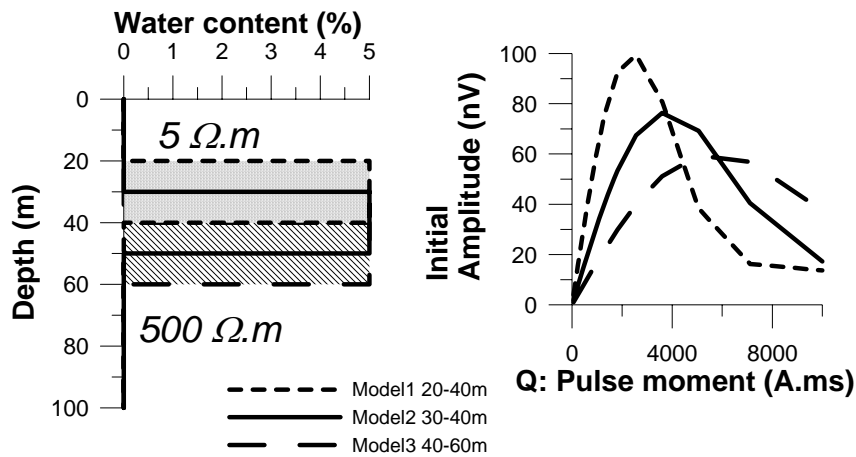 Water content (%)
0 1 2 3 4 5
Depth (m)
0
20
40
60
80
100
5 Ω.m
500 Ω.m
Initial
Amplitude (nV)
100
80
60
40
20
0
0 4000 8000
Q: Pulse moment (A.ms)
Model1 20-40m
Model2 30-40m
Model3 40-60m